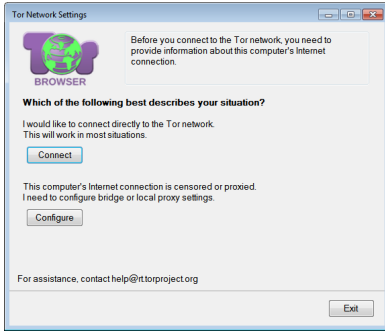 Tor Network Settings
Tor
BROWSER
Before you connect to the Tor network, you need to
provide information about this computer's Internet
connection.
Which of the following best describes your situation?
I would like to connect directly to the Tor network.
This will work in most situations.
Connect
This computer's Internet connection is censored or proxied.
I need to configure bridge or local proxy settings.
Configure
For assistance, contact help@rt.torproject.org
Exit